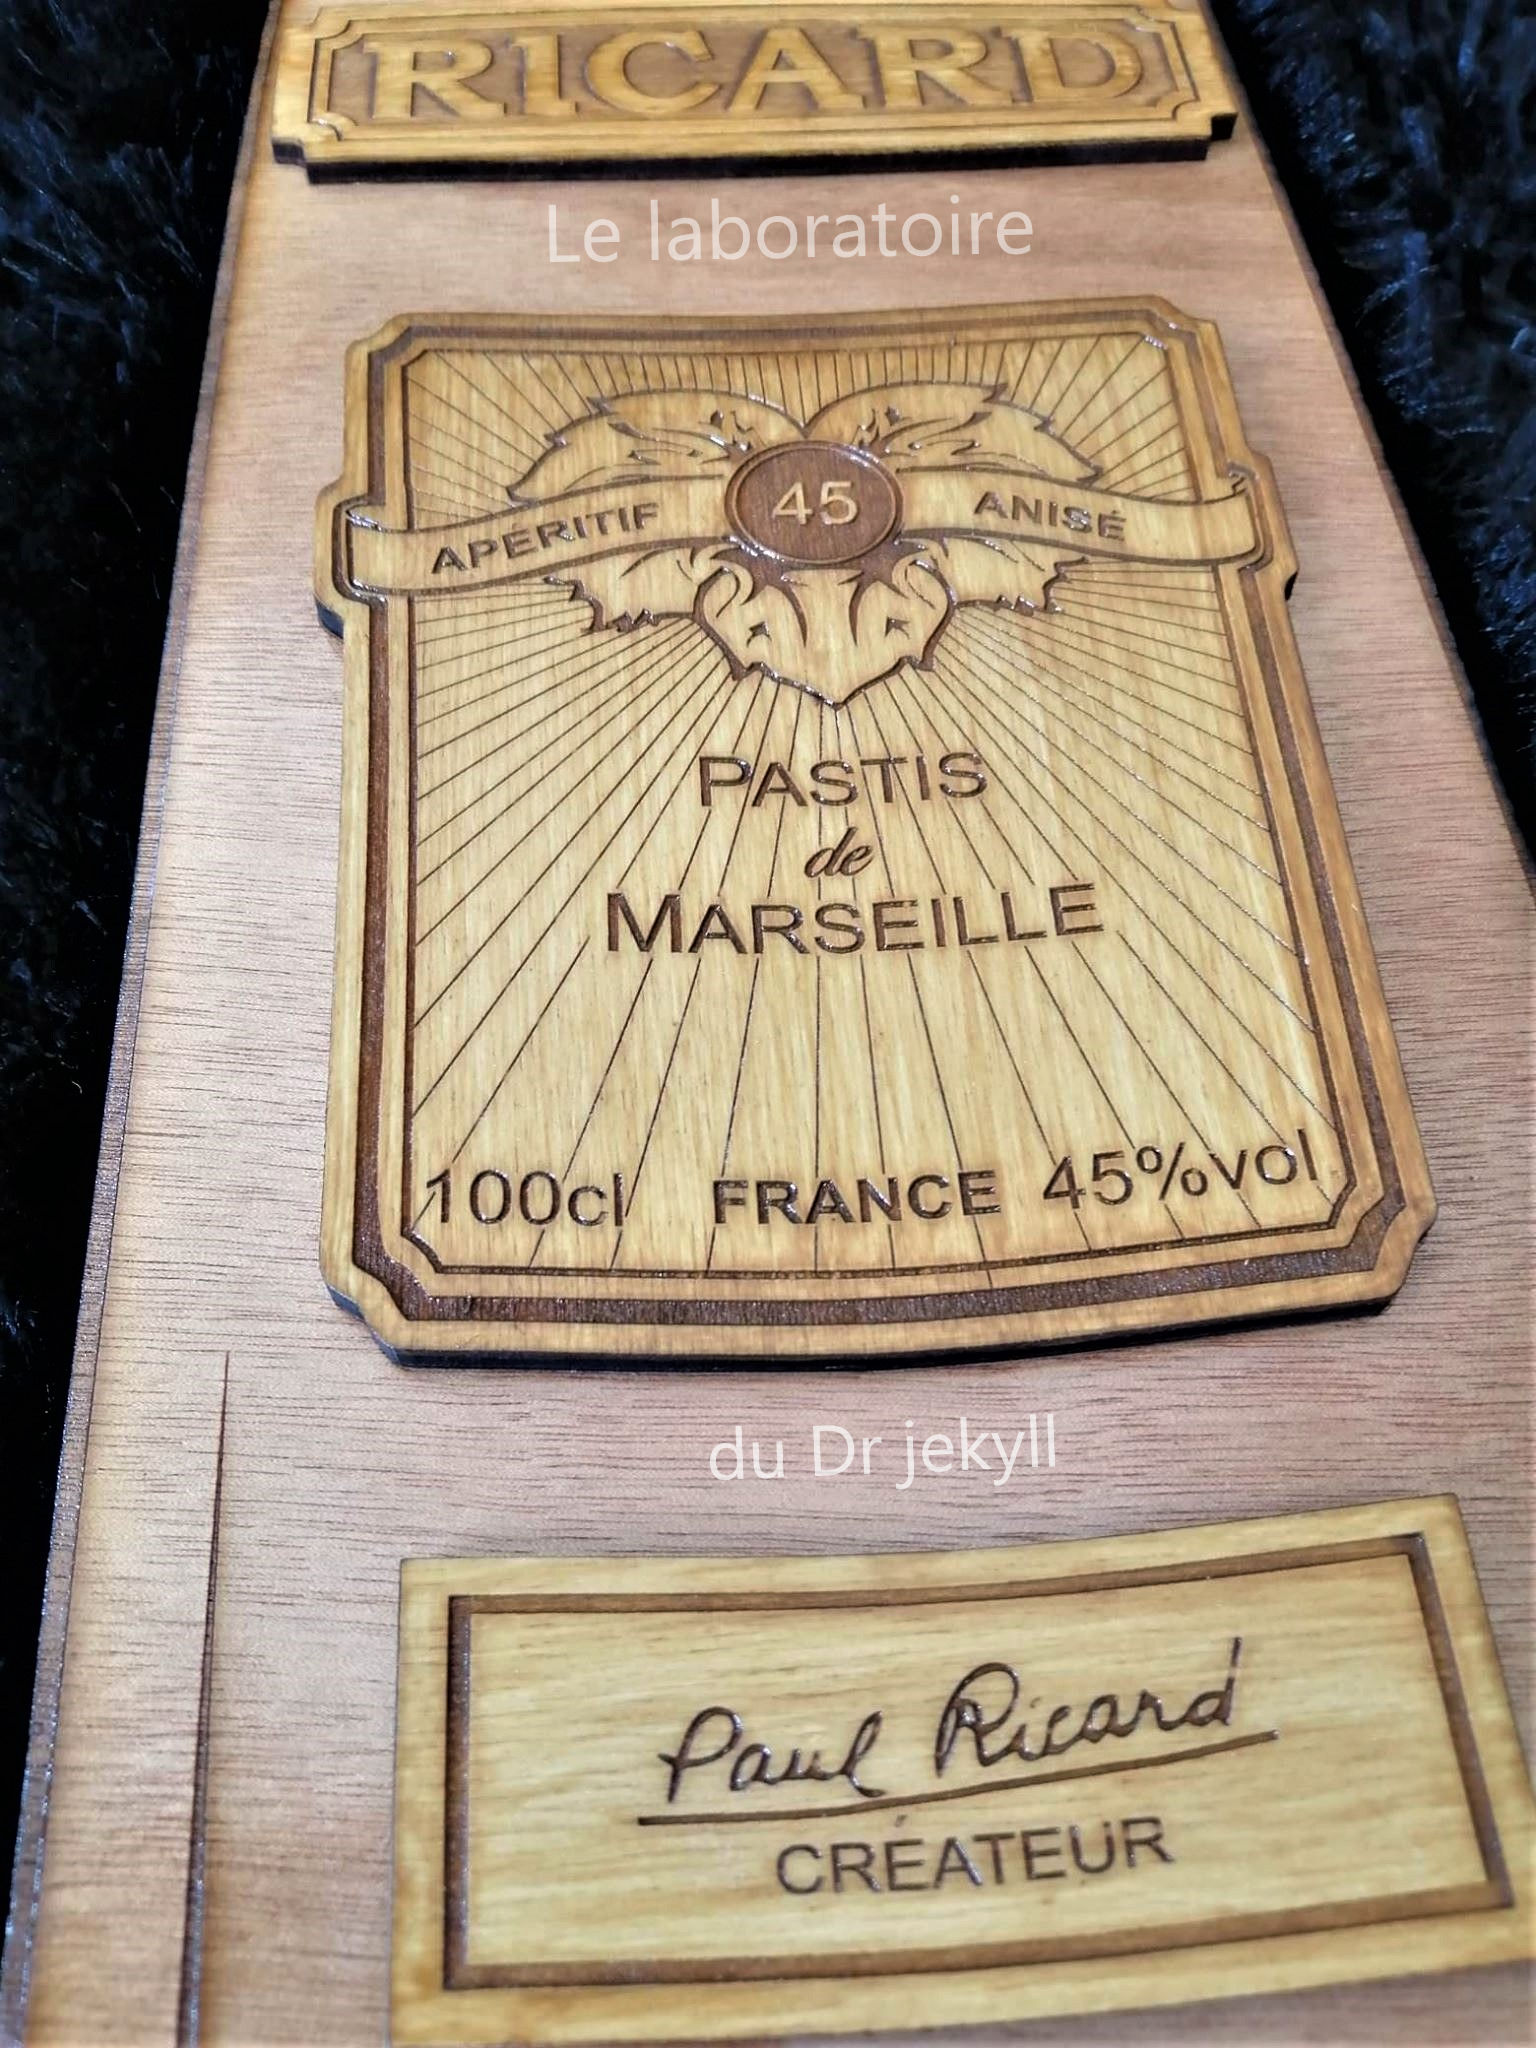 RICARD
Le laboratoire
45
APÉRITIF ANISÉ
PASTIS
de
MARSEILLE
100cl FRANCE 45%vol
du Dr jekyll
Paul Ricard
CRÉATEUR